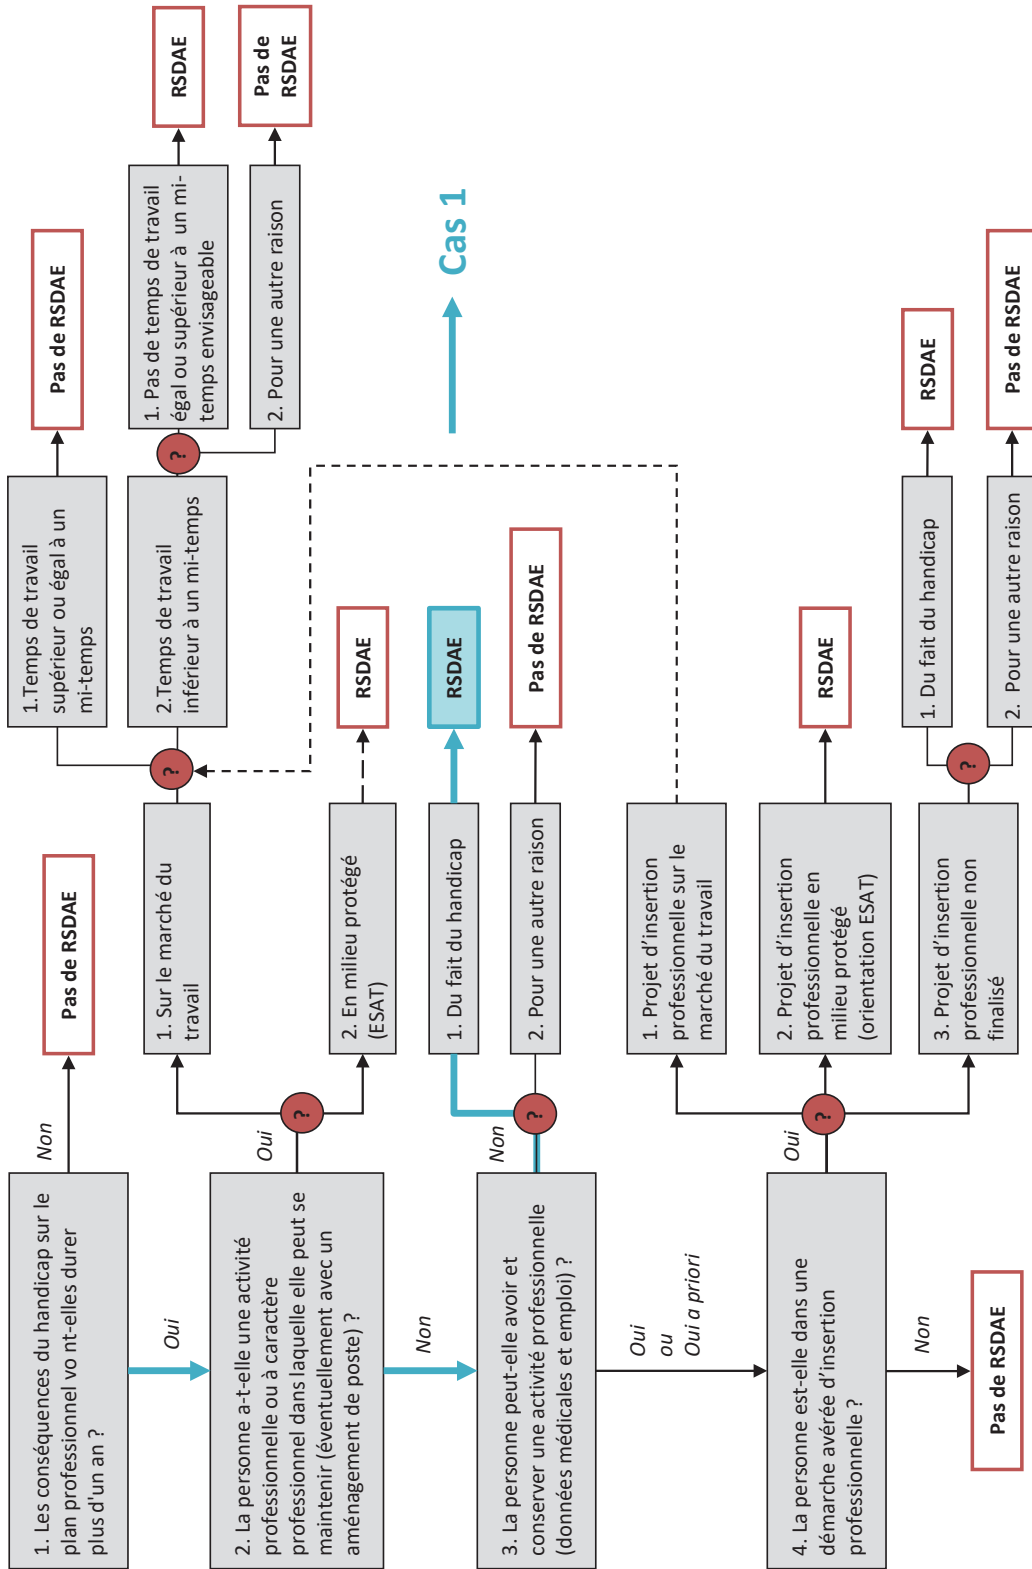 1. Les conséquences du handicap sur le
plan professionnel vo nt-elles durer
plus d'un an ?
Non
Pas de RSDAE
Oui
2. La personne a-t-elle une activité
professionnelle ou à caractère
professionnel dans laquelle elle peut se
maintenir (éventuellement avec un
aménagement de poste) ?
Oui
?
1. Sur le marché du
travail
?
1.Temps de travail
supérieur ou égal à un
mi-temps
Pas de RSDAE
2.Temps de travail
inférieur à un mi-temps
?
1. Pas de temps de travail
égal ou supérieur à un mi-
temps envisageable
RSDAE
2. Pour une autre raison
Pas de
RSDAE
2. En milieu protégé
(ESAT)
RSDAE
Non
3. La personne peut-elle avoir et
conserver une activité professionnelle
(données médicales et emploi) ?
Non
?
1. Du fait du handicap
RSDAE
Cas 1
2. Pour une autre raison
Pas de RSDAE
Oui
ou
Oui a priori
4. La personne est-elle dans une
démarche avérée d'insertion
professionnelle ?
Oui
?
1. Projet d'insertion
professionnelle sur le
marché du travail
2. Projet d'insertion
professionnelle en
milieu protégé
(orientation ESAT)
RSDAE
3. Projet d'insertion
professionnelle non
finalisé
?
1. Du fait du handicap
RSDAE
2. Pour une autre raison
Pas de RSDAE
Non
Pas de RSDAE